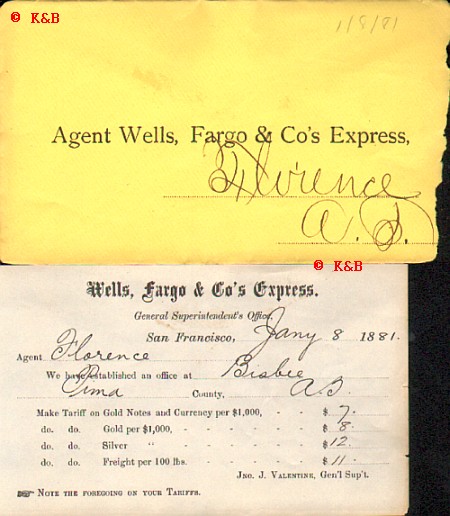 © K&B
1/8/81
Agent Wells, Fargo & Co's Express,
Florence
A. T.
© K&B
Wells, Fargo & Co's Express.
General Superintendent's Office,
San Francisco, Jany 8 1881.
Agent Florence
We have established an office at Bisbee
Pima County, A. T.
Make Tariff on Gold Notes and Currency per $1,000, - - - - $ 7.
do. do. Gold per $1,000, - - - - - - - $ 8.
do. do. Silver " - - - - - - - $ 12.
do. do. Freight per 100 lbs. - - - - - - $ 11.
Jno. J. Valentine, Gen'l Sup't.
☞ Note the foregoing on your Tariffs.